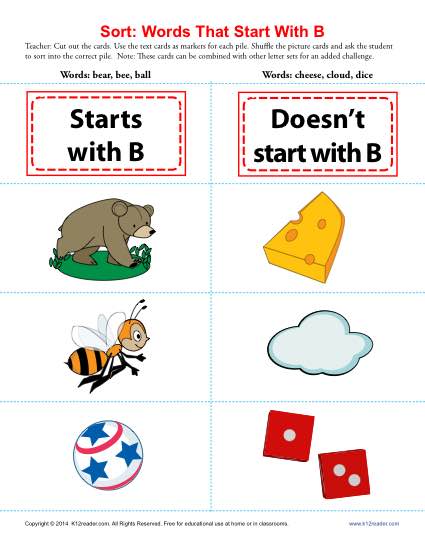 Sort: Words That Start With B
Teacher: Cut out the cards. Use the text cards as markers for each pile. Shuffle the picture cards and ask the student
to sort into the correct pile. Note: These cards can be combined with other letter sets for an added challenge.
Words: bear, bee, ball
Words: cheese, cloud, dice
Starts
with B
Doesn't
start with B
Copyright © 2014 K12reader.com. All Rights Reserved. Free for educational use at home or in classrooms.
www.k12reader.com